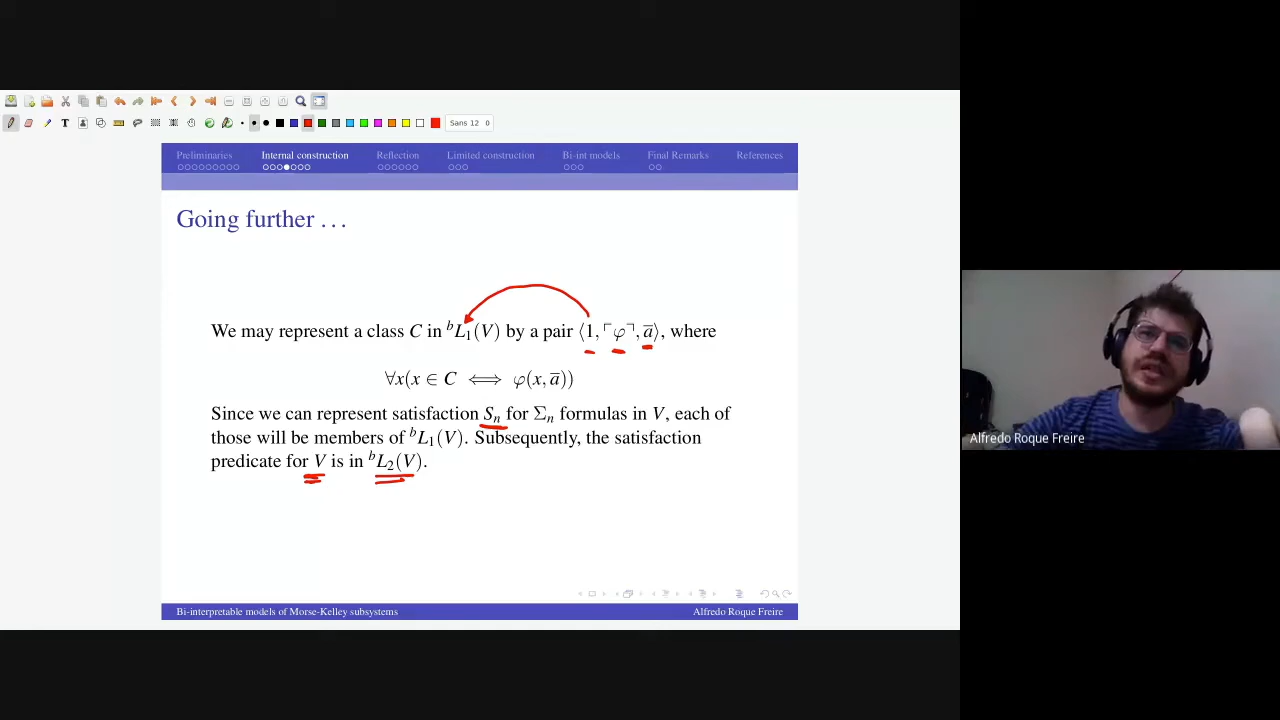 Sans 12 0
Preliminaries Internal construction Reflection Limited construction Bi-int models Final Remarks References
Going further . . .
We may represent a class C in ᵇL₁(V) by a pair ⟨1, ⌜φ⌝, a̅⟩, where
∀x(x ∈ C ⟺ φ(x, a̅))
Since we can represent satisfaction Sₙ for Σₙ formulas in V, each of
those will be members of ᵇL₁(V). Subsequently, the satisfaction
predicate for V is in ᵇL₂(V).
Bi-interpretable models of Morse-Kelley subsystems Alfredo Roque Freire
Alfredo Roque Freire